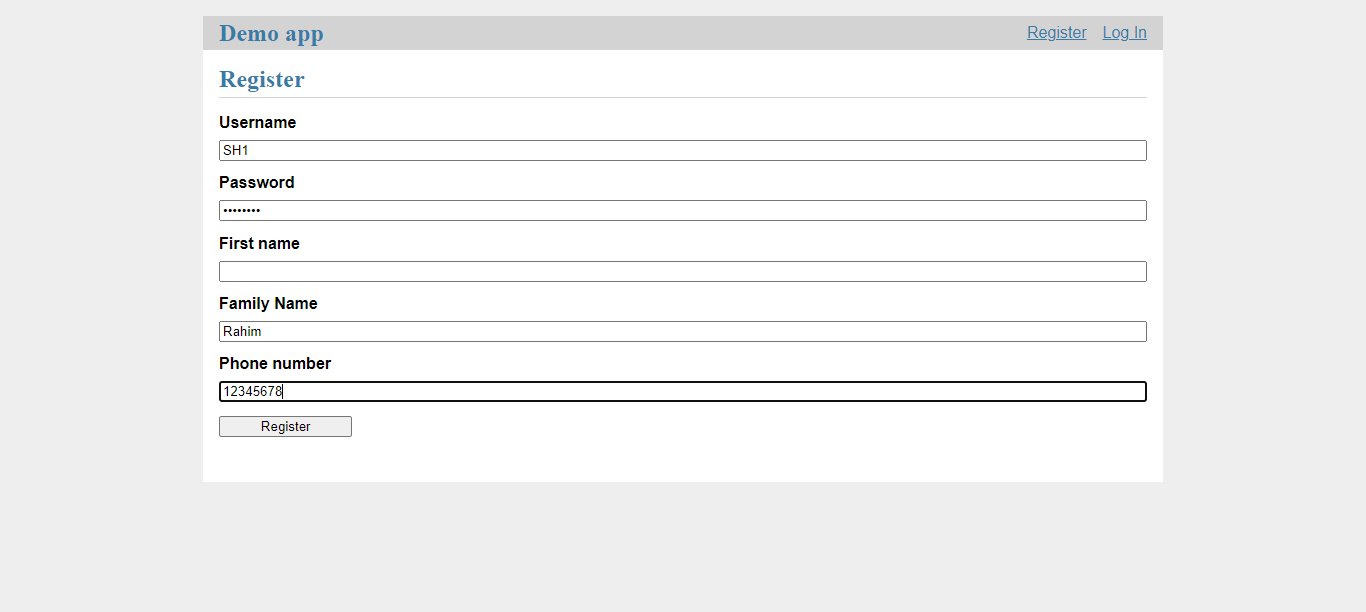 Demo app Register Log In
Register
Username
SH1
Password
••••••••
First name
Family Name
Rahim
Phone number
12345678
Register